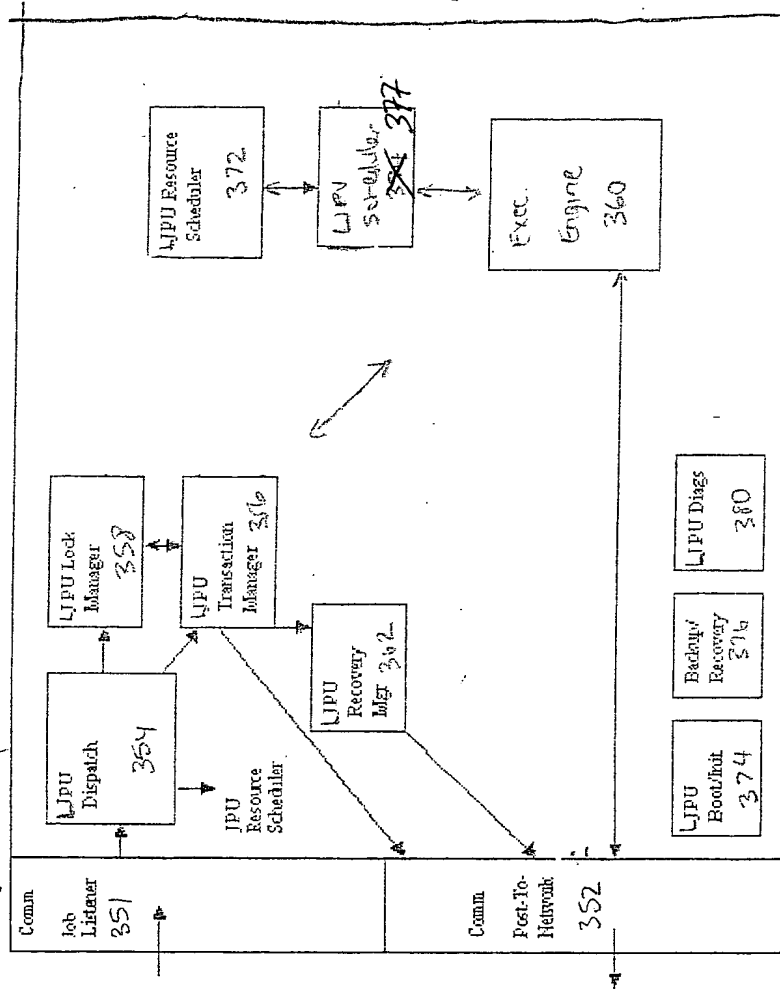 Comm
Job
Listener
351
Comm
Post-To-
Network
352
LJPU
Dispatch
354
JPU
Resource
Scheduler
LJPU Lock
Manager
358
LJPU
Transaction
Manager 356
LJPU
Recovery
Mgr 362
LJPU Resource
Scheduler
372
LJPU
Scheduler
377
Exec.
Engine
360
LJPU
Boot/Init
374
Backup/
Recovery
376
LJPU Diags
380